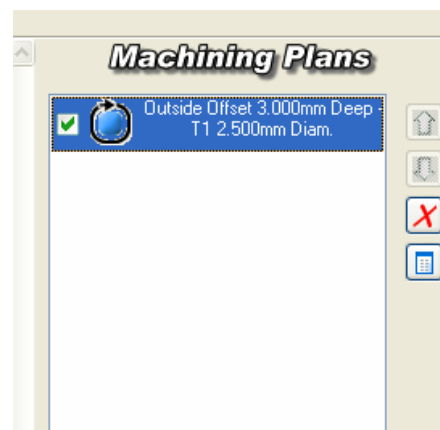 Machining Plans
Outside Offset 3.000mm Deep -
T1 2.500mm Diam.